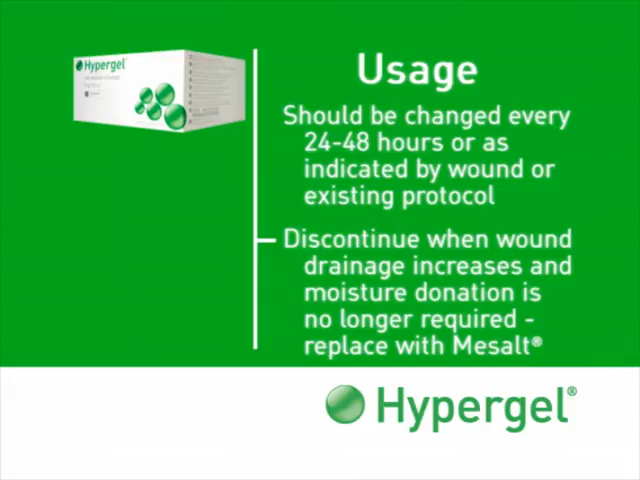 Hypergel®
Usage
Should be changed every
24-48 hours or as
indicated by wound or
existing protocol
Discontinue when wound
drainage increases and
moisture donation is
no longer required -
replace with Mesalt®
Hypergel®